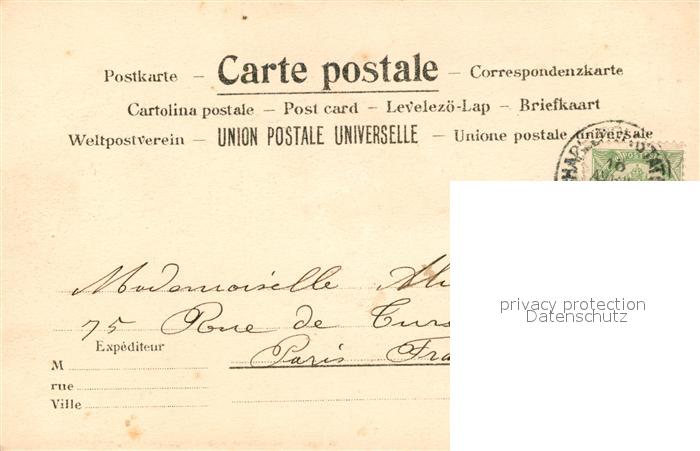 Postkarte – Carte postale – Correspondenzkarte
Cartolina postale – Post card – Levelezö-Lap – Briefkaart
Weltpostverein – UNION POSTALE UNIVERSELLE – Unione postale universale
10
privacy protection
Datenschutz
Mademoiselle
75 Rue de
Expéditeur
Paris
M
rue
Ville